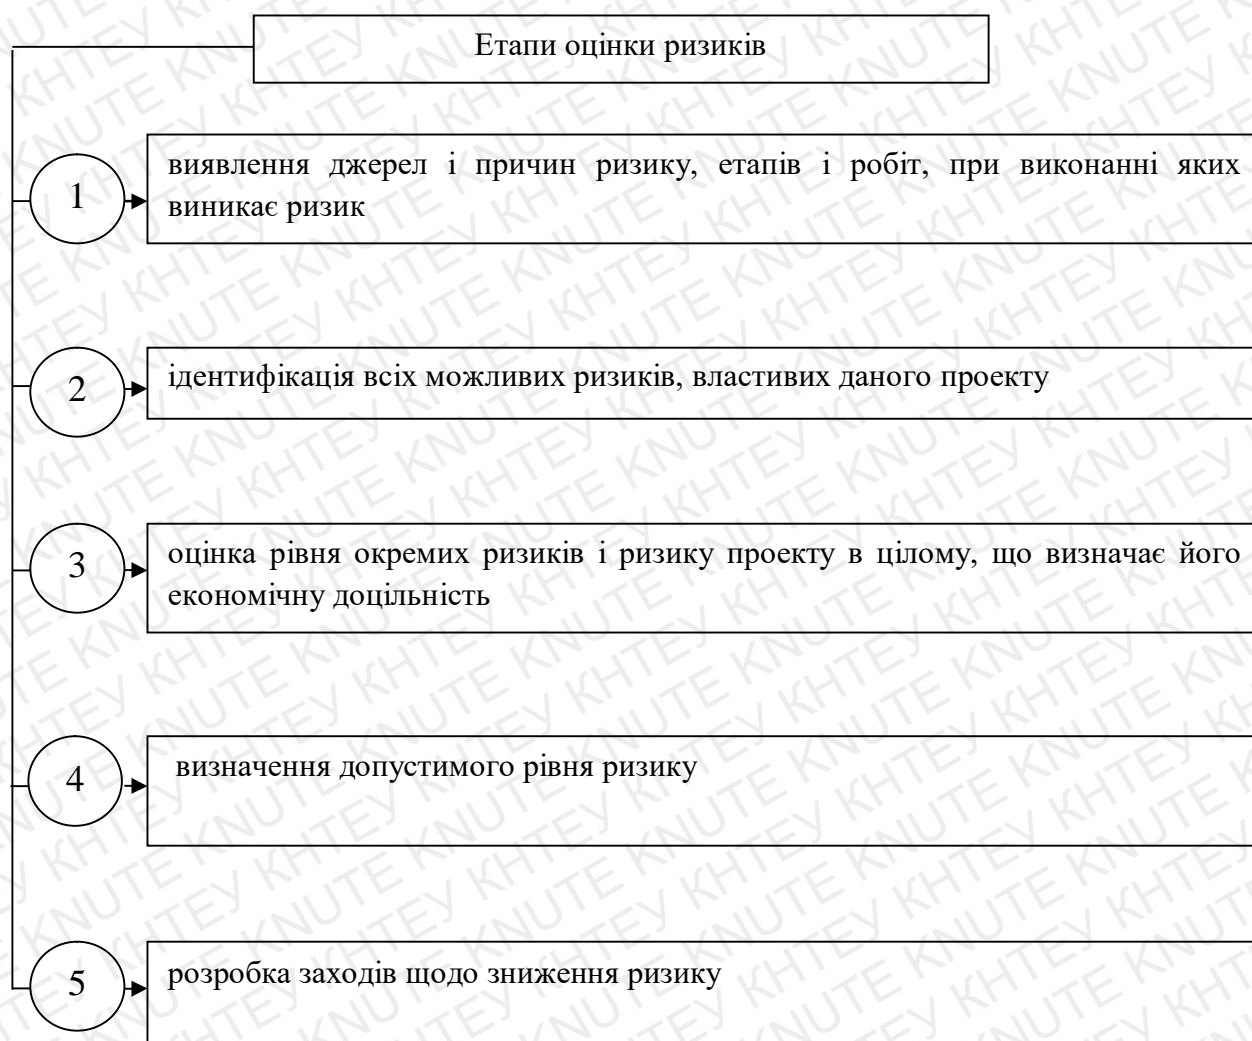 Етапи оцінки ризиків
1
виявлення джерел і причин ризику, етапів і робіт, при виконанні яких
виникає ризик
2
ідентифікація всіх можливих ризиків, властивих даного проекту
3
оцінка рівня окремих ризиків і ризику проекту в цілому, що визначає його
економічну доцільність
4
визначення допустимого рівня ризику
5
розробка заходів щодо зниження ризику